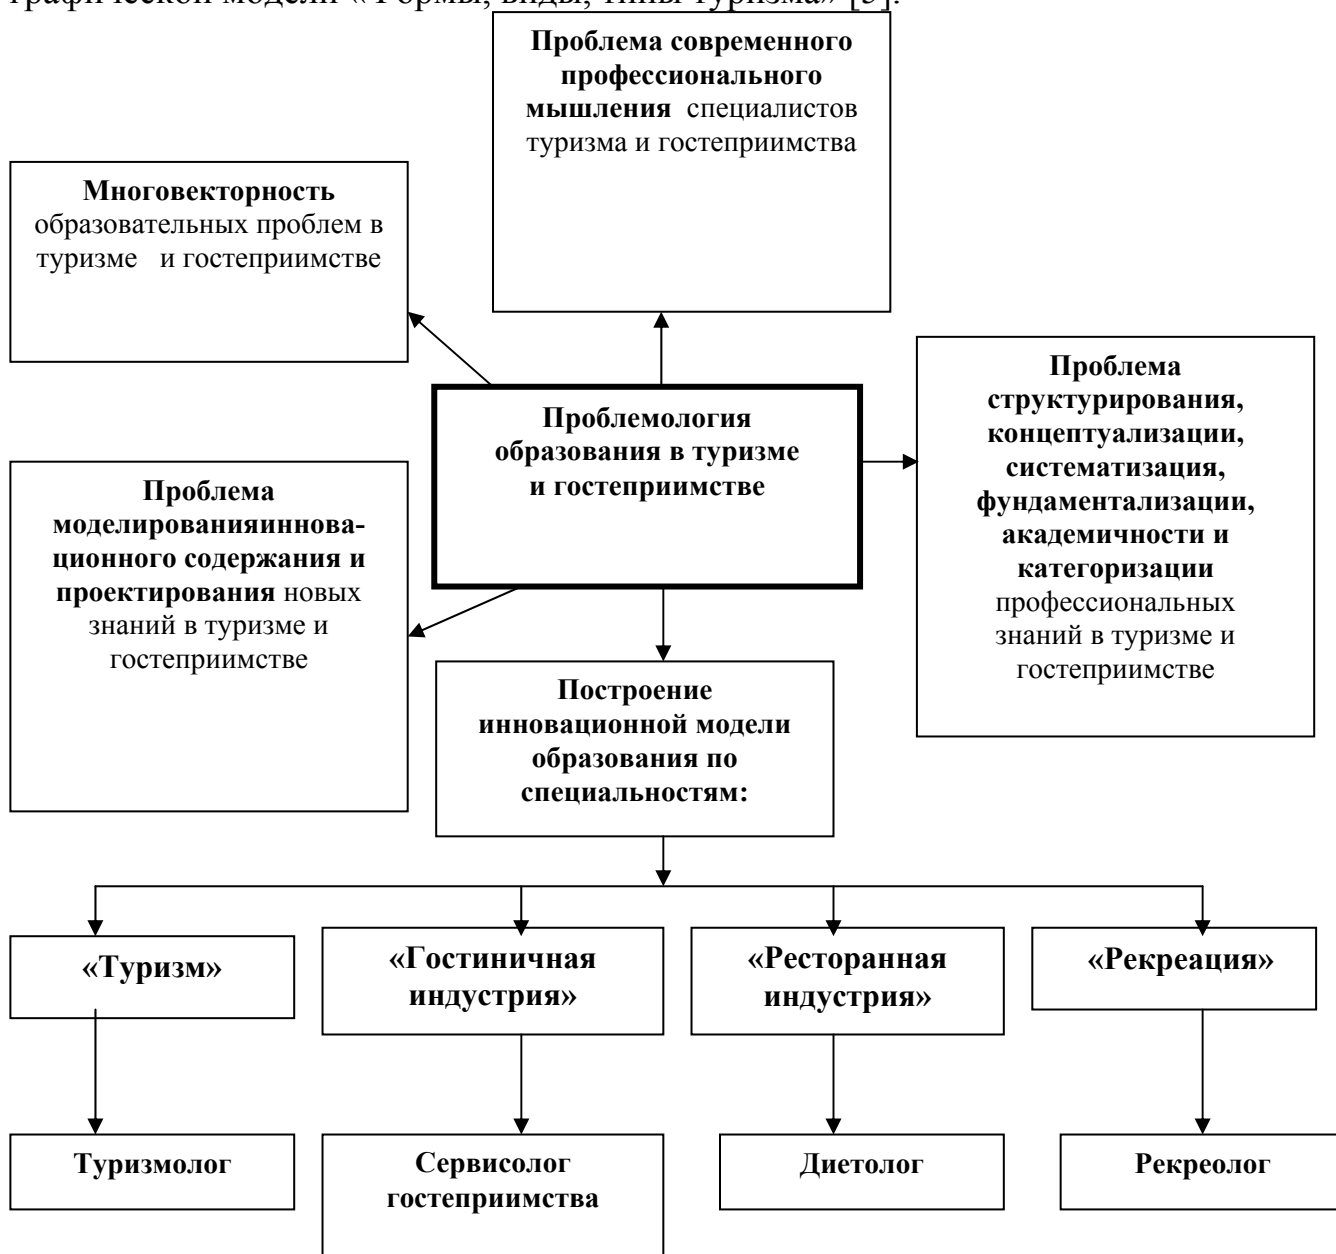 графической модели «Формы, виды, типы туризма» [5].
Проблема современного
профессионального
мышления специалистов
туризма и гостеприимства
Многовекторность
образовательных проблем в
туризме и гостеприимстве
Проблемология
образования в туризме
и гостеприимстве
Проблема
структурирования,
концептуализации,
систематизация,
фундаментализации,
академичности и
категоризации
профессиональных
знаний в туризме и
гостеприимстве
Проблема
моделированияиннова-
ционного содержания и
проектирования новых
знаний в туризме и
гостеприимстве
Построение
инновационной модели
образования по
специальностям:
«Туризм»
«Гостиничная
индустрия»
«Ресторанная
индустрия»
«Рекреация»
Туризмолог
Сервисолог
гостеприимства
Диетолог
Рекреолог